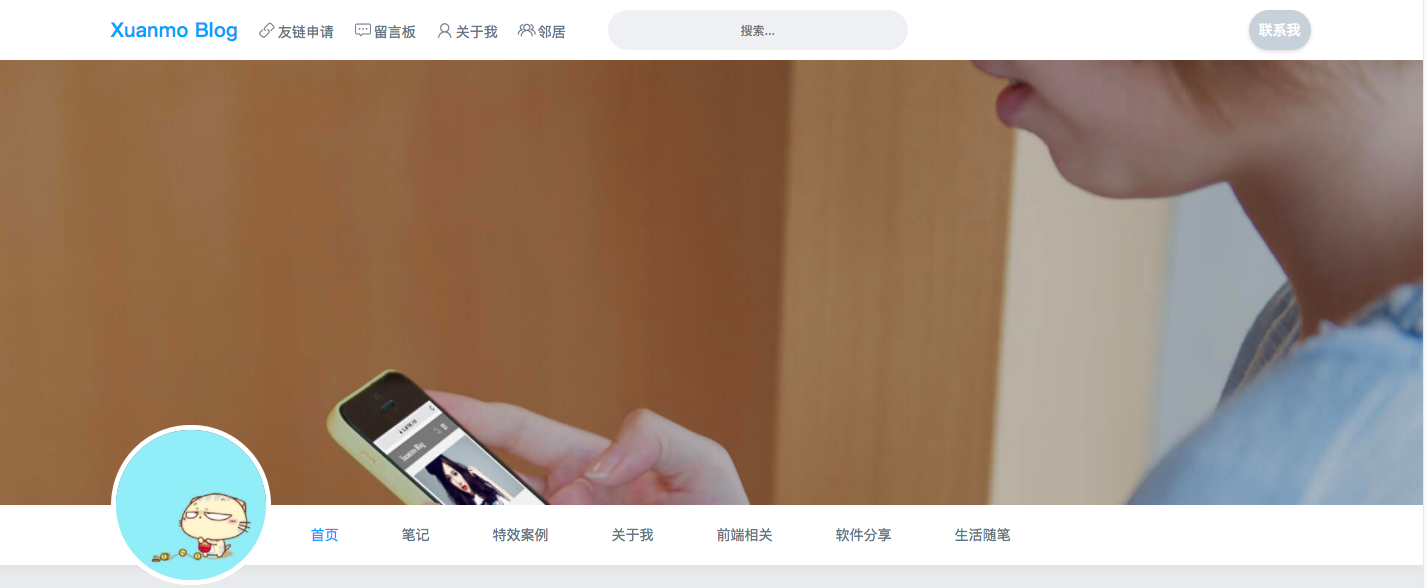 Xuanmo Blog 友链申请 留言板 关于我 邻居 搜索... 联系我
Xuanmo Blog
首页 笔记 特效案例 关于我 前端相关 软件分享 生活随笔